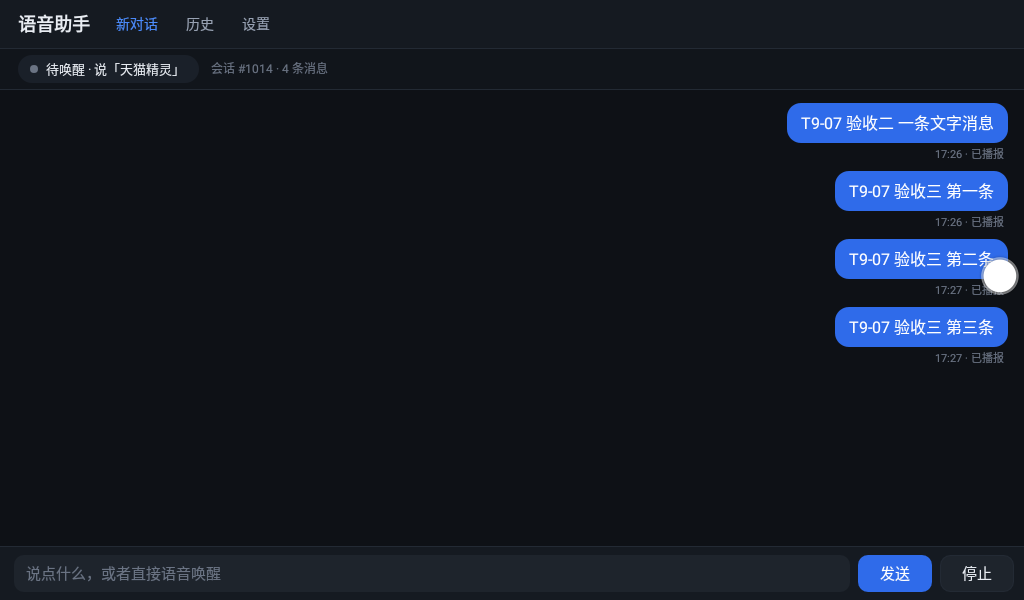 语音助手 新对话 历史 设置
待唤醒 · 说「天猫精灵」 会话 #1014 · 4 条消息
T9-07 验收二 一条文字消息
17:26 · 已播报
T9-07 验收三 第一条
17:26 · 已播报
T9-07 验收三 第二条
17:27 · 已播报
T9-07 验收三 第三条
17:27 · 已播报
说点什么，或者直接语音唤醒 发送 停止